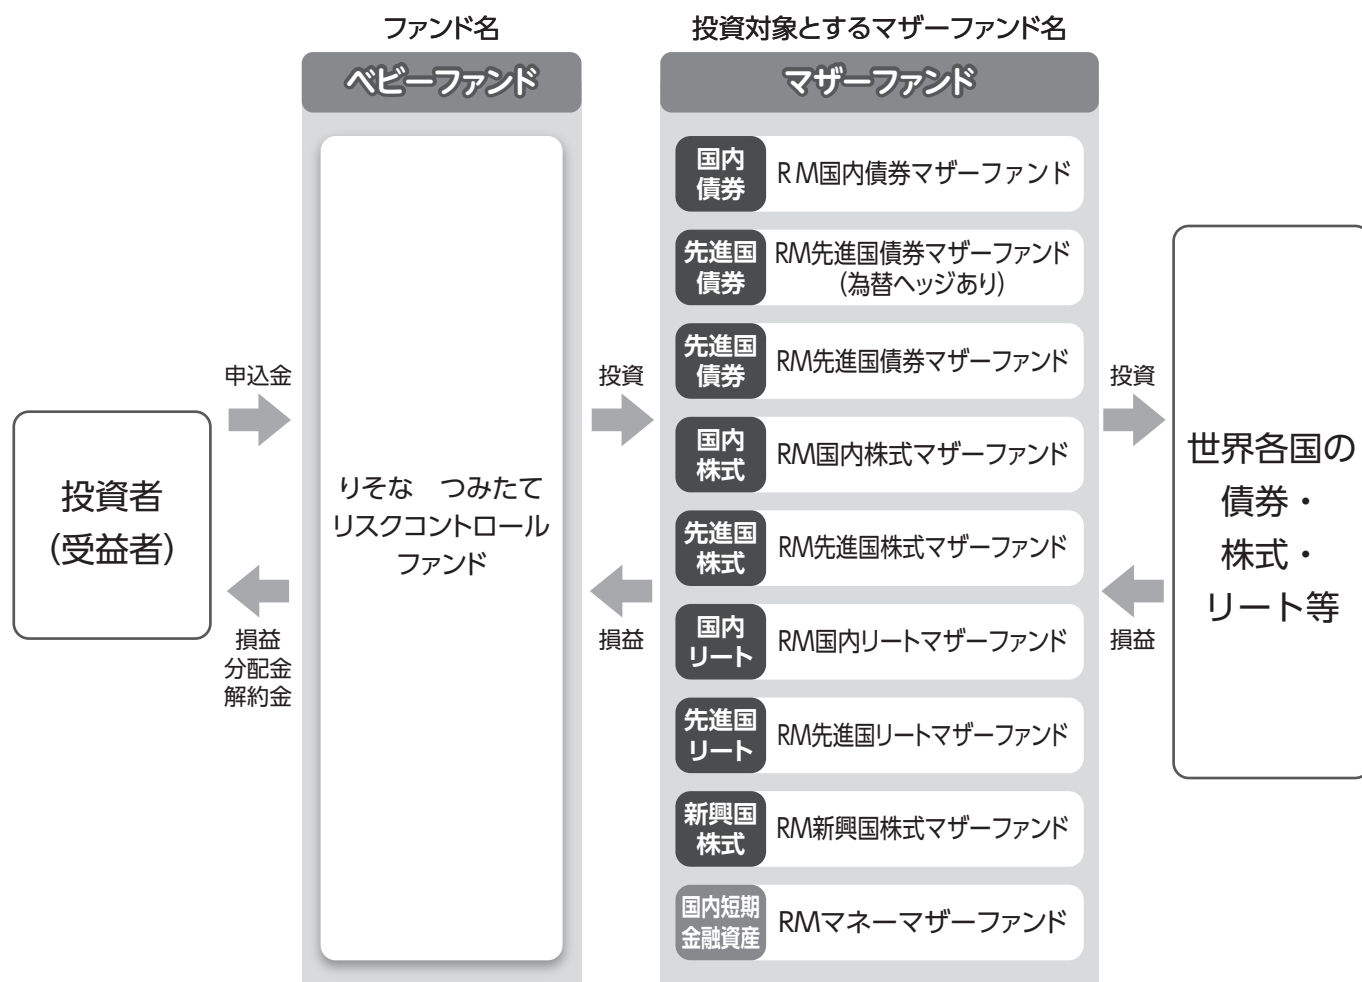 ファンド名
投資対象とするマザーファンド名
ベビーファンド
マザーファンド
投資者
(受益者)
申込金
損益
分配金
解約金
りそな　つみたて
リスクコントロール
ファンド
投資
損益
国内
債券
RM国内債券マザーファンド
先進国
債券
RM先進国債券マザーファンド
(為替ヘッジあり)
先進国
債券
RM先進国債券マザーファンド
国内
株式
RM国内株式マザーファンド
先進国
株式
RM先進国株式マザーファンド
国内
リート
RM国内リートマザーファンド
先進国
リート
RM先進国リートマザーファンド
新興国
株式
RM新興国株式マザーファンド
国内短期
金融資産
RMマネーマザーファンド
投資
損益
世界各国の
債券・
株式・
リート等